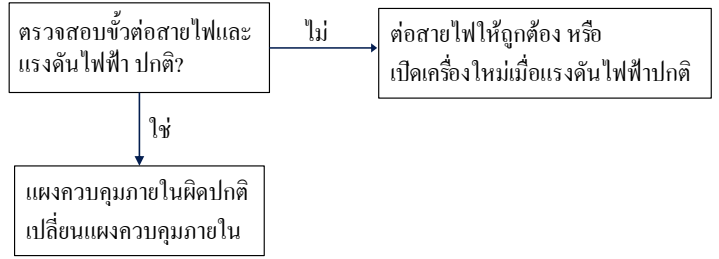 ตรวจสอบขั้วต่อสายไฟและ
แรงดันไฟฟ้า ปกติ?
ไม่
ต่อสายไฟให้ถูกต้อง หรือ
เปิดเครื่องใหม่เมื่อแรงดันไฟฟ้าปกติ
ใช่
แผงควบคุมภายในผิดปกติ
เปลี่ยนแผงควบคุมภายใน